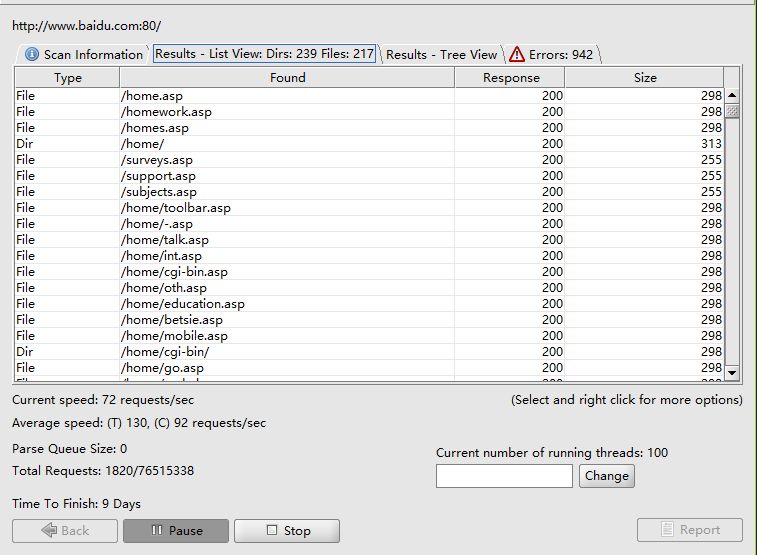 http://www.baidu.com:80/
Scan Information Results - List View: Dirs: 239 Files: 217 Results - Tree View Errors: 942
Type Found Response Size
File /home.asp 200 298
File /homework.asp 200 298
File /homes.asp 200 298
Dir /home/ 200 313
File /surveys.asp 200 255
File /support.asp 200 255
File /subjects.asp 200 255
File /home/toolbar.asp 200 298
File /home/-.asp 200 298
File /home/talk.asp 200 298
File /home/int.asp 200 298
File /home/cgi-bin.asp 200 298
File /home/oth.asp 200 298
File /home/education.asp 200 298
File /home/betsie.asp 200 298
File /home/mobile.asp 200 298
Dir /home/cgi-bin/ 200 298
File /home/go.asp 200 298
Current speed: 72 requests/sec (Select and right click for more options)
Average speed: (T) 130, (C) 92 requests/sec
Parse Queue Size: 0
Current number of running threads: 100
Total Requests: 1820/76515338
Change
Time To Finish: 9 Days
Back Pause Stop Report